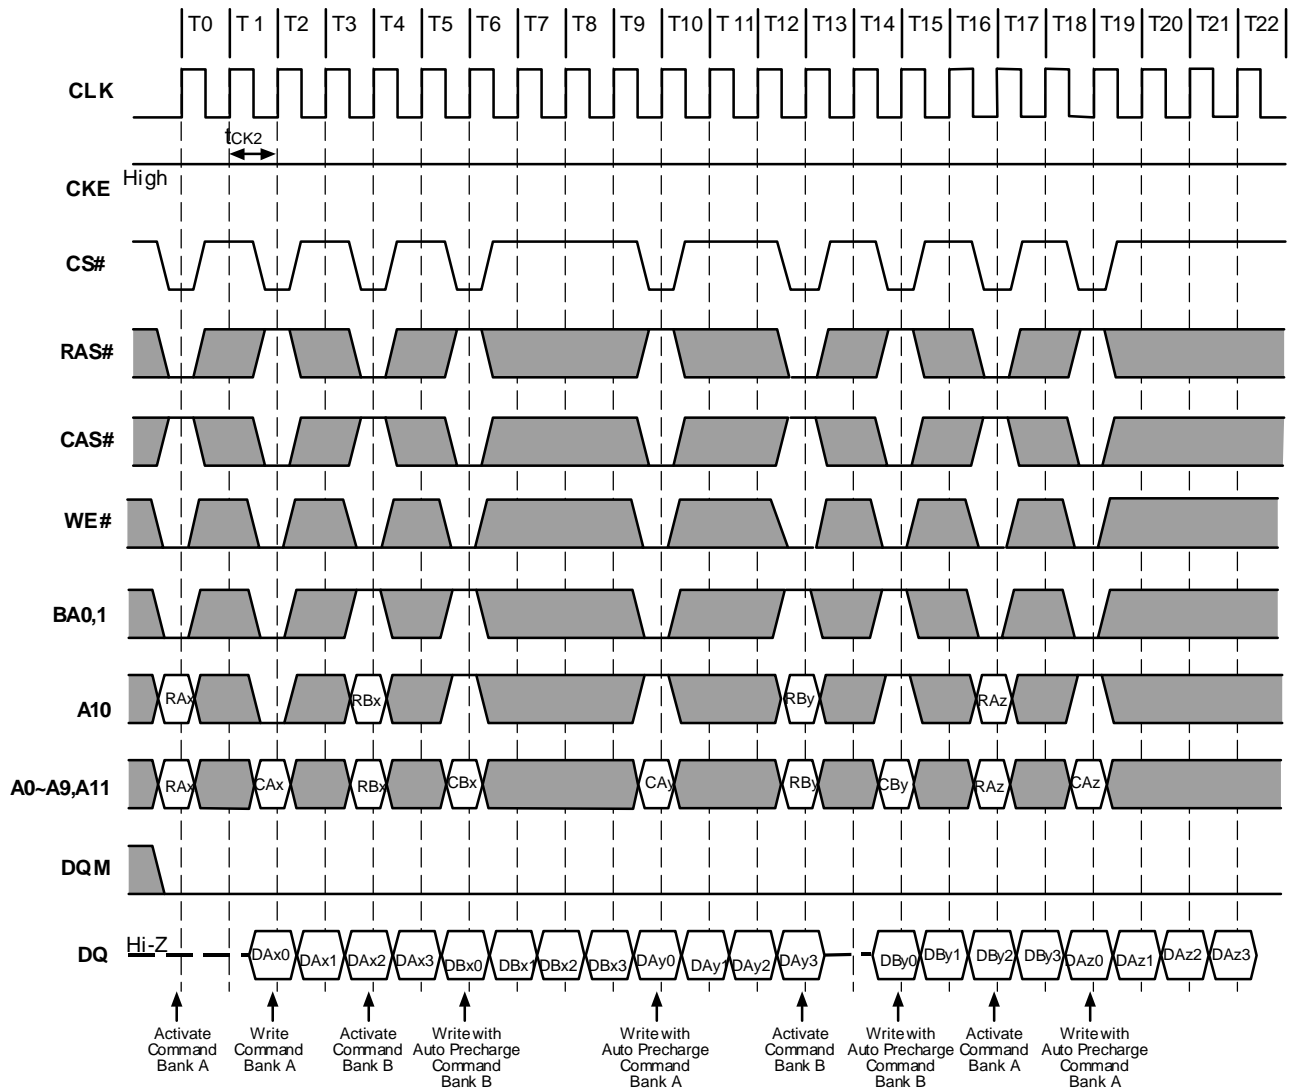 T0 T 1 T2 T3 T4 T5 T6 T7 T8 T9 T10 T 11 T12 T13 T14 T15 T16 T17 T18 T19 T20 T21 T22
CLK
tCK2
High
CKE
CS#
RAS#
CAS#
WE#
BA0,1
RAx RBx RBy RAz
A10
RAx CAx RBx CBx CAy RBy CBy RAz CAz
A0~A9,A11
DQM
Hi-Z
DQ
DAx0 DAx1 DAx2 DAx3 DBx0 DBx1 DBx2 DBx3 DAy0 DAy1 DAy2 DAy3 DBy0 DBy1 DBy2 DBy3 DAz0 DAz1 DAz2 DAz3
Activate
Command
Bank A
Write
Command
Bank A
Activate
Command
Bank B
Write with
Auto Precharge
Command
Bank B
Write with
Auto Precharge
Command
Bank A
Activate
Command
Bank B
Write with
Auto Precharge
Command
Bank B
Activate
Command
Bank A
Write with
Auto Precharge
Command
Bank A